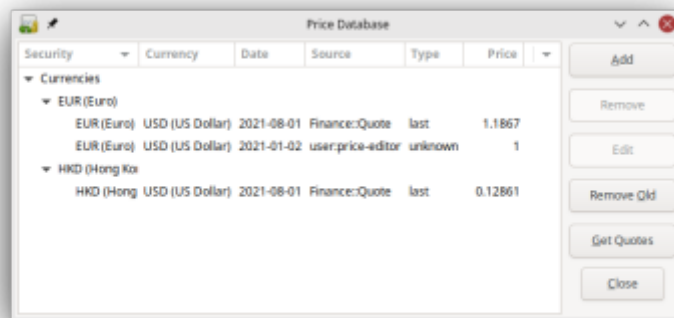 Price Database
Security Currency Date Source Type Price
Add
Currencies
Remove
EUR (Euro)
EUR (Euro) USD (US Dollar) 2021-08-01 Finance::Quote last 1.1867
EUR (Euro) USD (US Dollar) 2021-01-02 user:price-editor unknown 1
Edit
HKD (Hong Ko
HKD (Hong USD (US Dollar) 2021-08-01 Finance::Quote last 0.12861
Remove Old
Get Quotes
Close